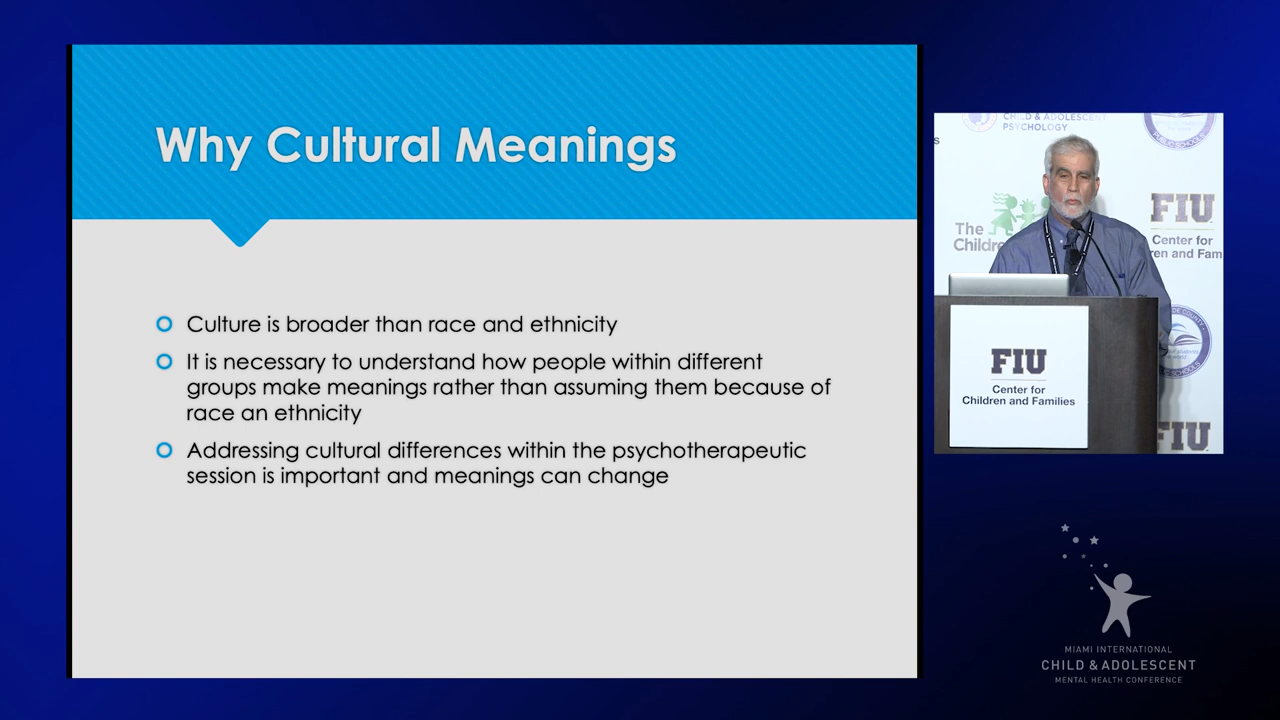 Why Cultural Meanings
Culture is broader than race and ethnicity
It is necessary to understand how people within different
groups make meanings rather than assuming them because of
race an ethnicity
Addressing cultural differences within the psychotherapeutic
session is important and meanings can change
CHILD & ADOLESCENT
PSYCHOLOGY
PUBLIC SCHOOLS
The
FIU
Center for
FIU
Center for
Children and Families
FIU
MIAMI INTERNATIONAL
CHILD & ADOLESCENT
MENTAL HEALTH CONFERENCE